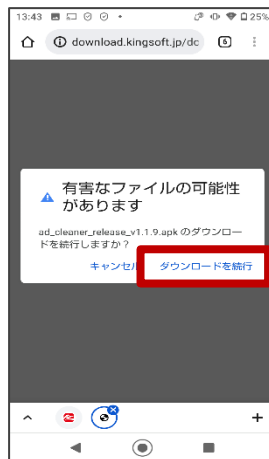 13:43 25%
download.kingsoft.jp/dc 6
有害なファイルの可能性
があります
ad_cleaner_release_v1.1.9.apk のダウンロー
ドを続行しますか？
キャンセル ダウンロードを続行